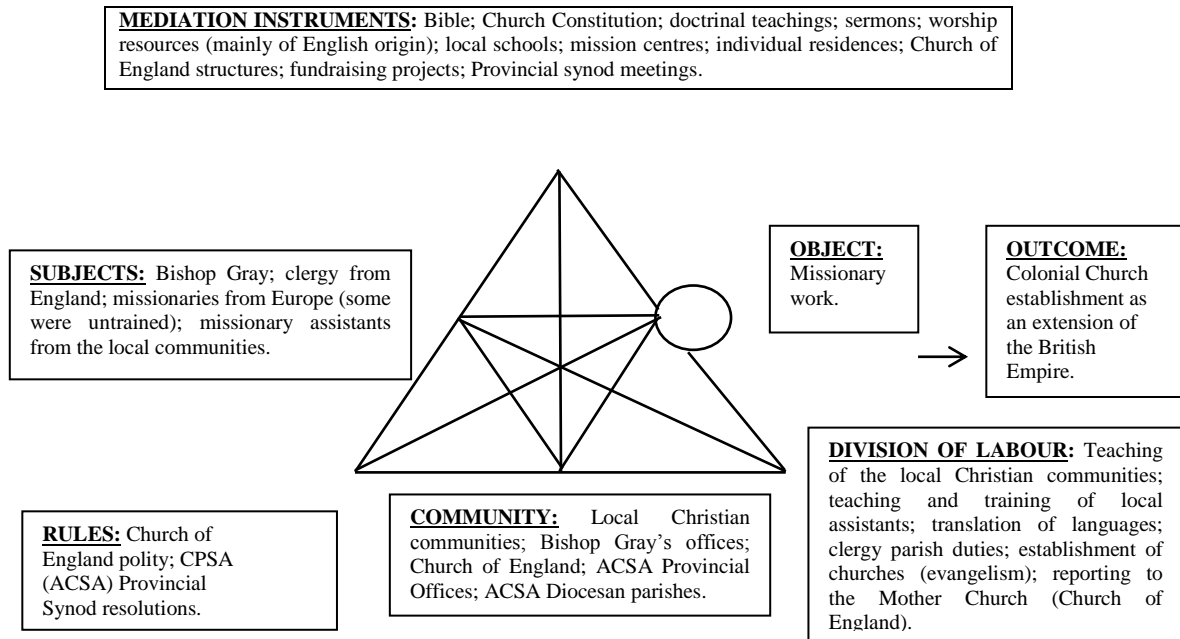 MEDIATION INSTRUMENTS: Bible; Church Constitution; doctrinal teachings; sermons; worship
resources (mainly of English origin); local schools; mission centres; individual residences; Church of
England structures; fundraising projects; Provincial synod meetings.
SUBJECTS: Bishop Gray; clergy from
England; missionaries from Europe (some
were untrained); missionary assistants
from the local communities.
OBJECT:
Missionary
work.
OUTCOME:
Colonial Church
establishment as
an extension of
the British
Empire.
RULES: Church of
England polity; CPSA
(ACSA) Provincial
Synod resolutions.
COMMUNITY: Local Christian
communities; Bishop Gray’s offices;
Church of England; ACSA Provincial
Offices; ACSA Diocesan parishes.
DIVISION OF LABOUR: Teaching
of the local Christian communities;
teaching and training of local
assistants; translation of languages;
clergy parish duties; establishment of
churches (evangelism); reporting to
the Mother Church (Church of
England).